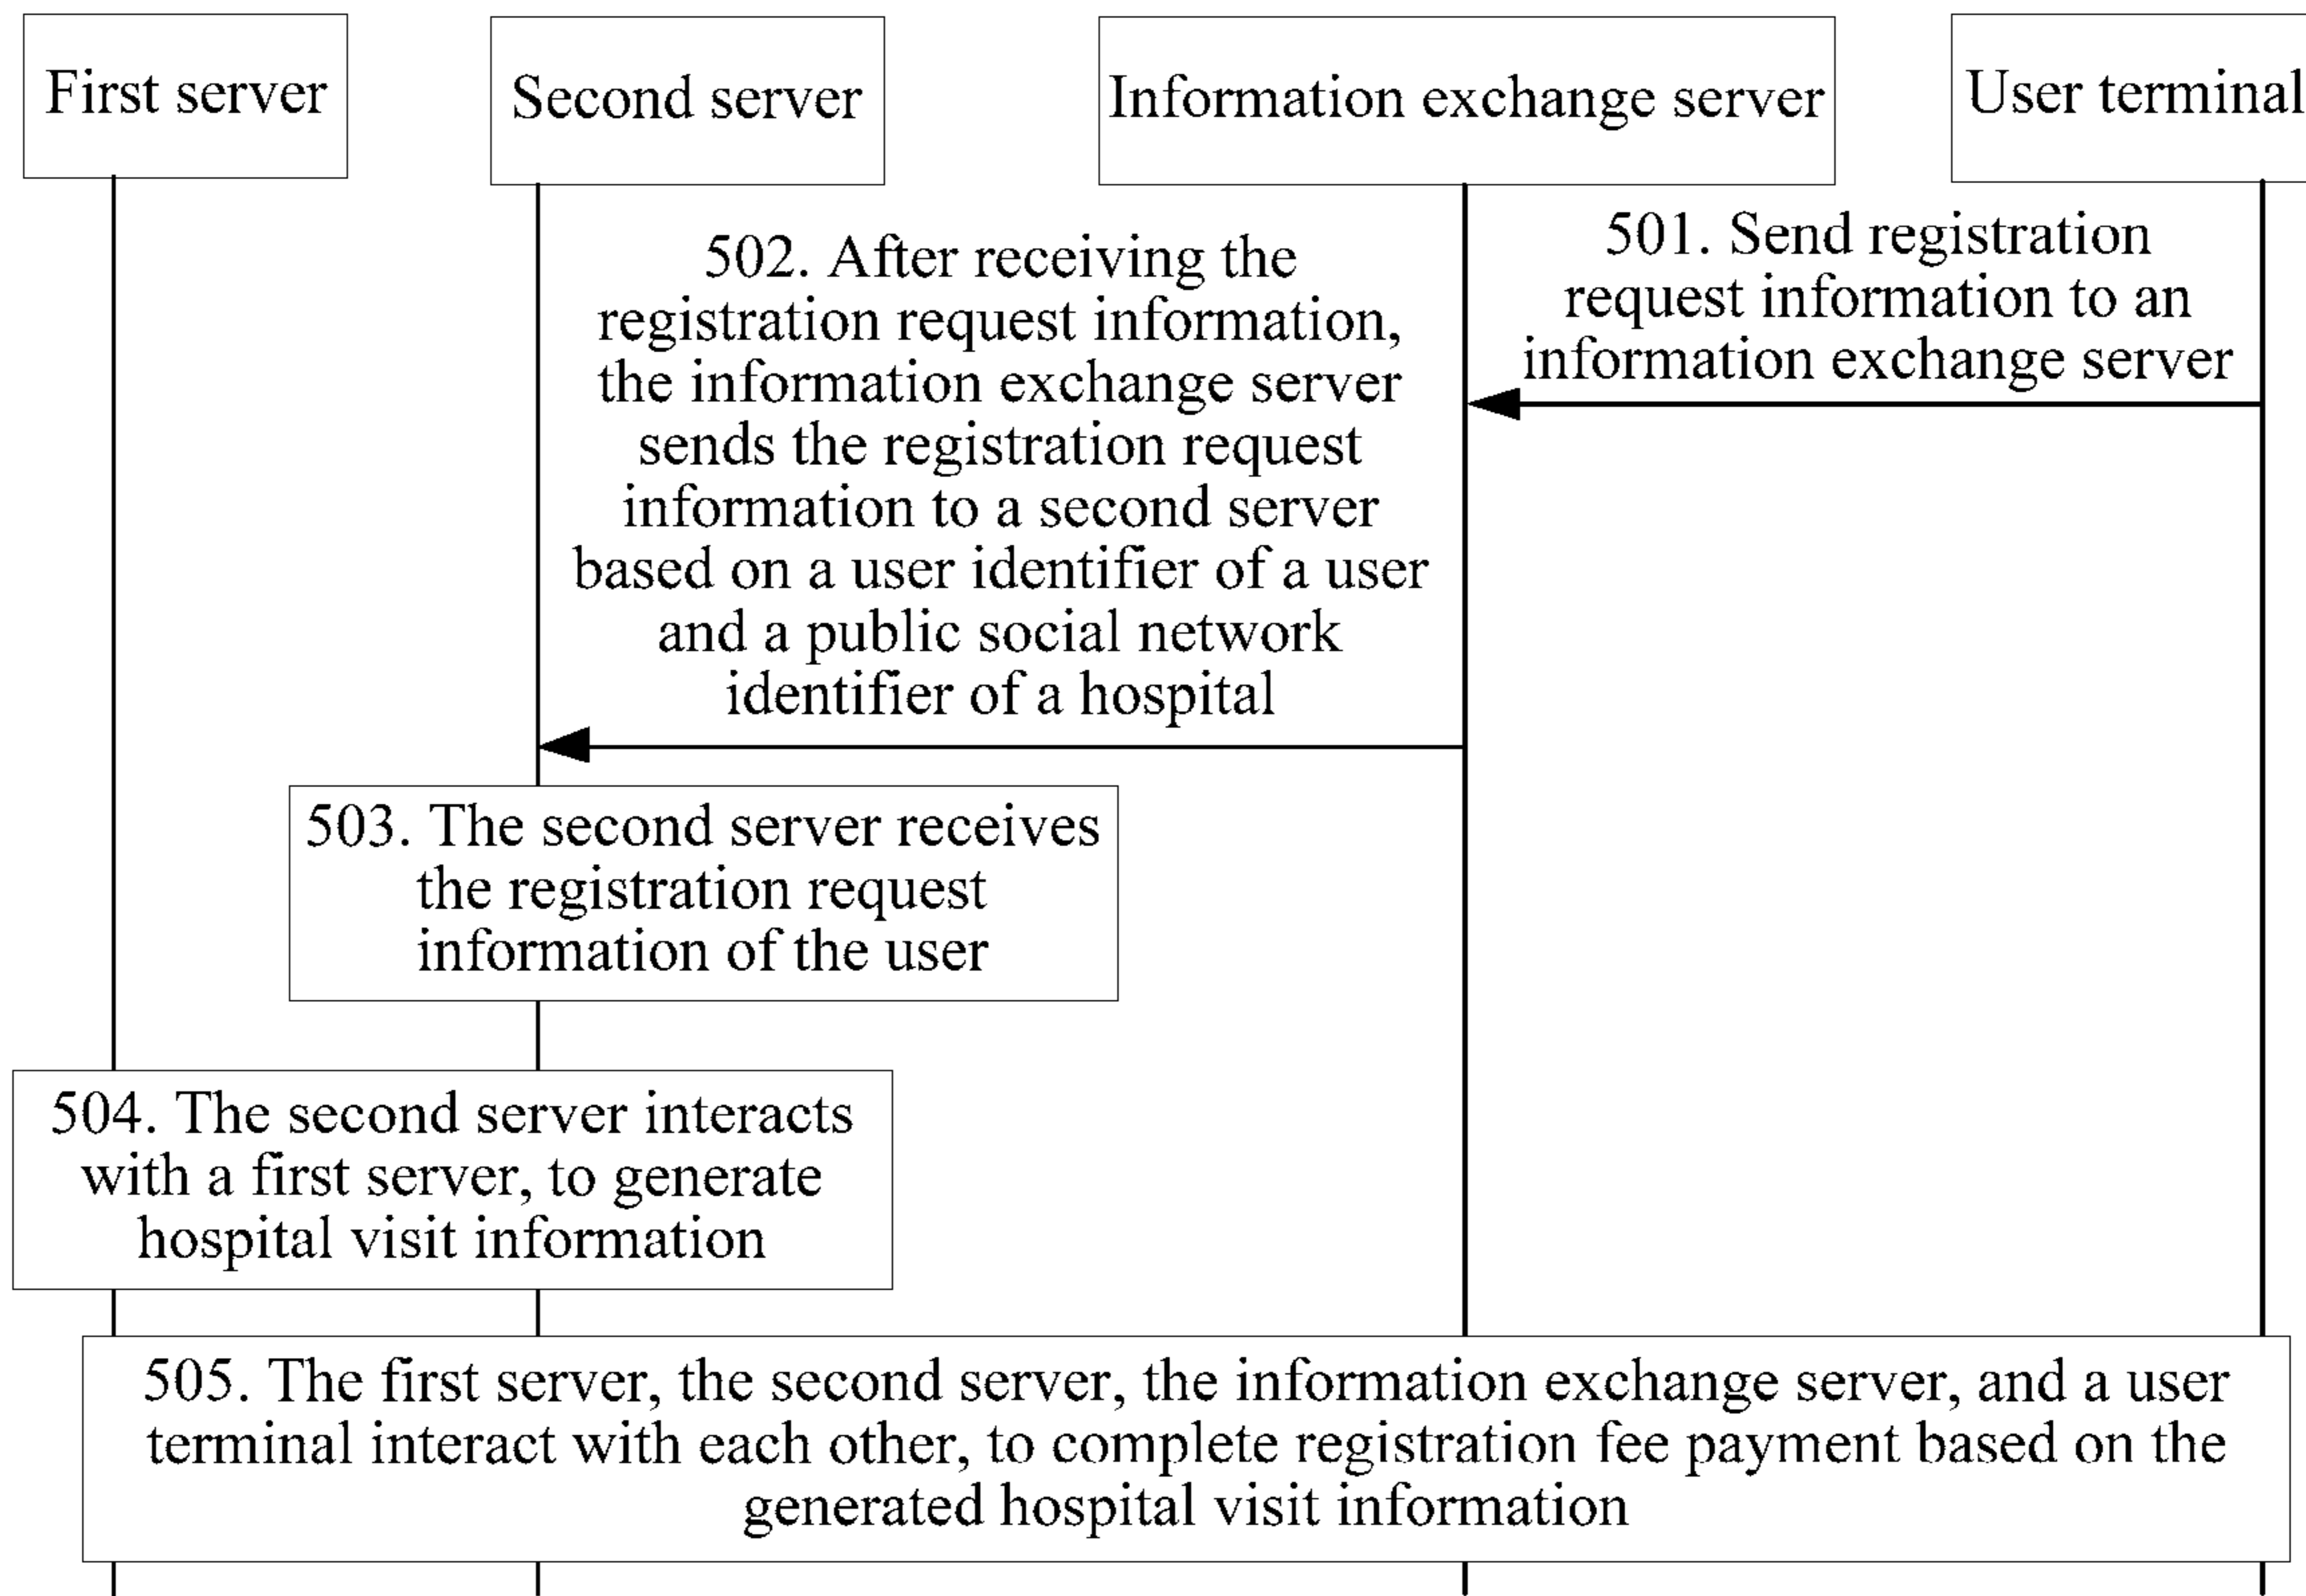 First server
Second server
Information exchange server
User terminal
501. Send registration
request information to an
information exchange server
502. After receiving the
registration request information,
the information exchange server
sends the registration request
information to a second server
based on a user identifier of a user
and a public social network
identifier of a hospital
503. The second server receives
the registration request
information of the user
504. The second server interacts
with a first server, to generate
hospital visit information
505. The first server, the second server, the information exchange server, and a user
terminal interact with each other, to complete registration fee payment based on the
generated hospital visit information